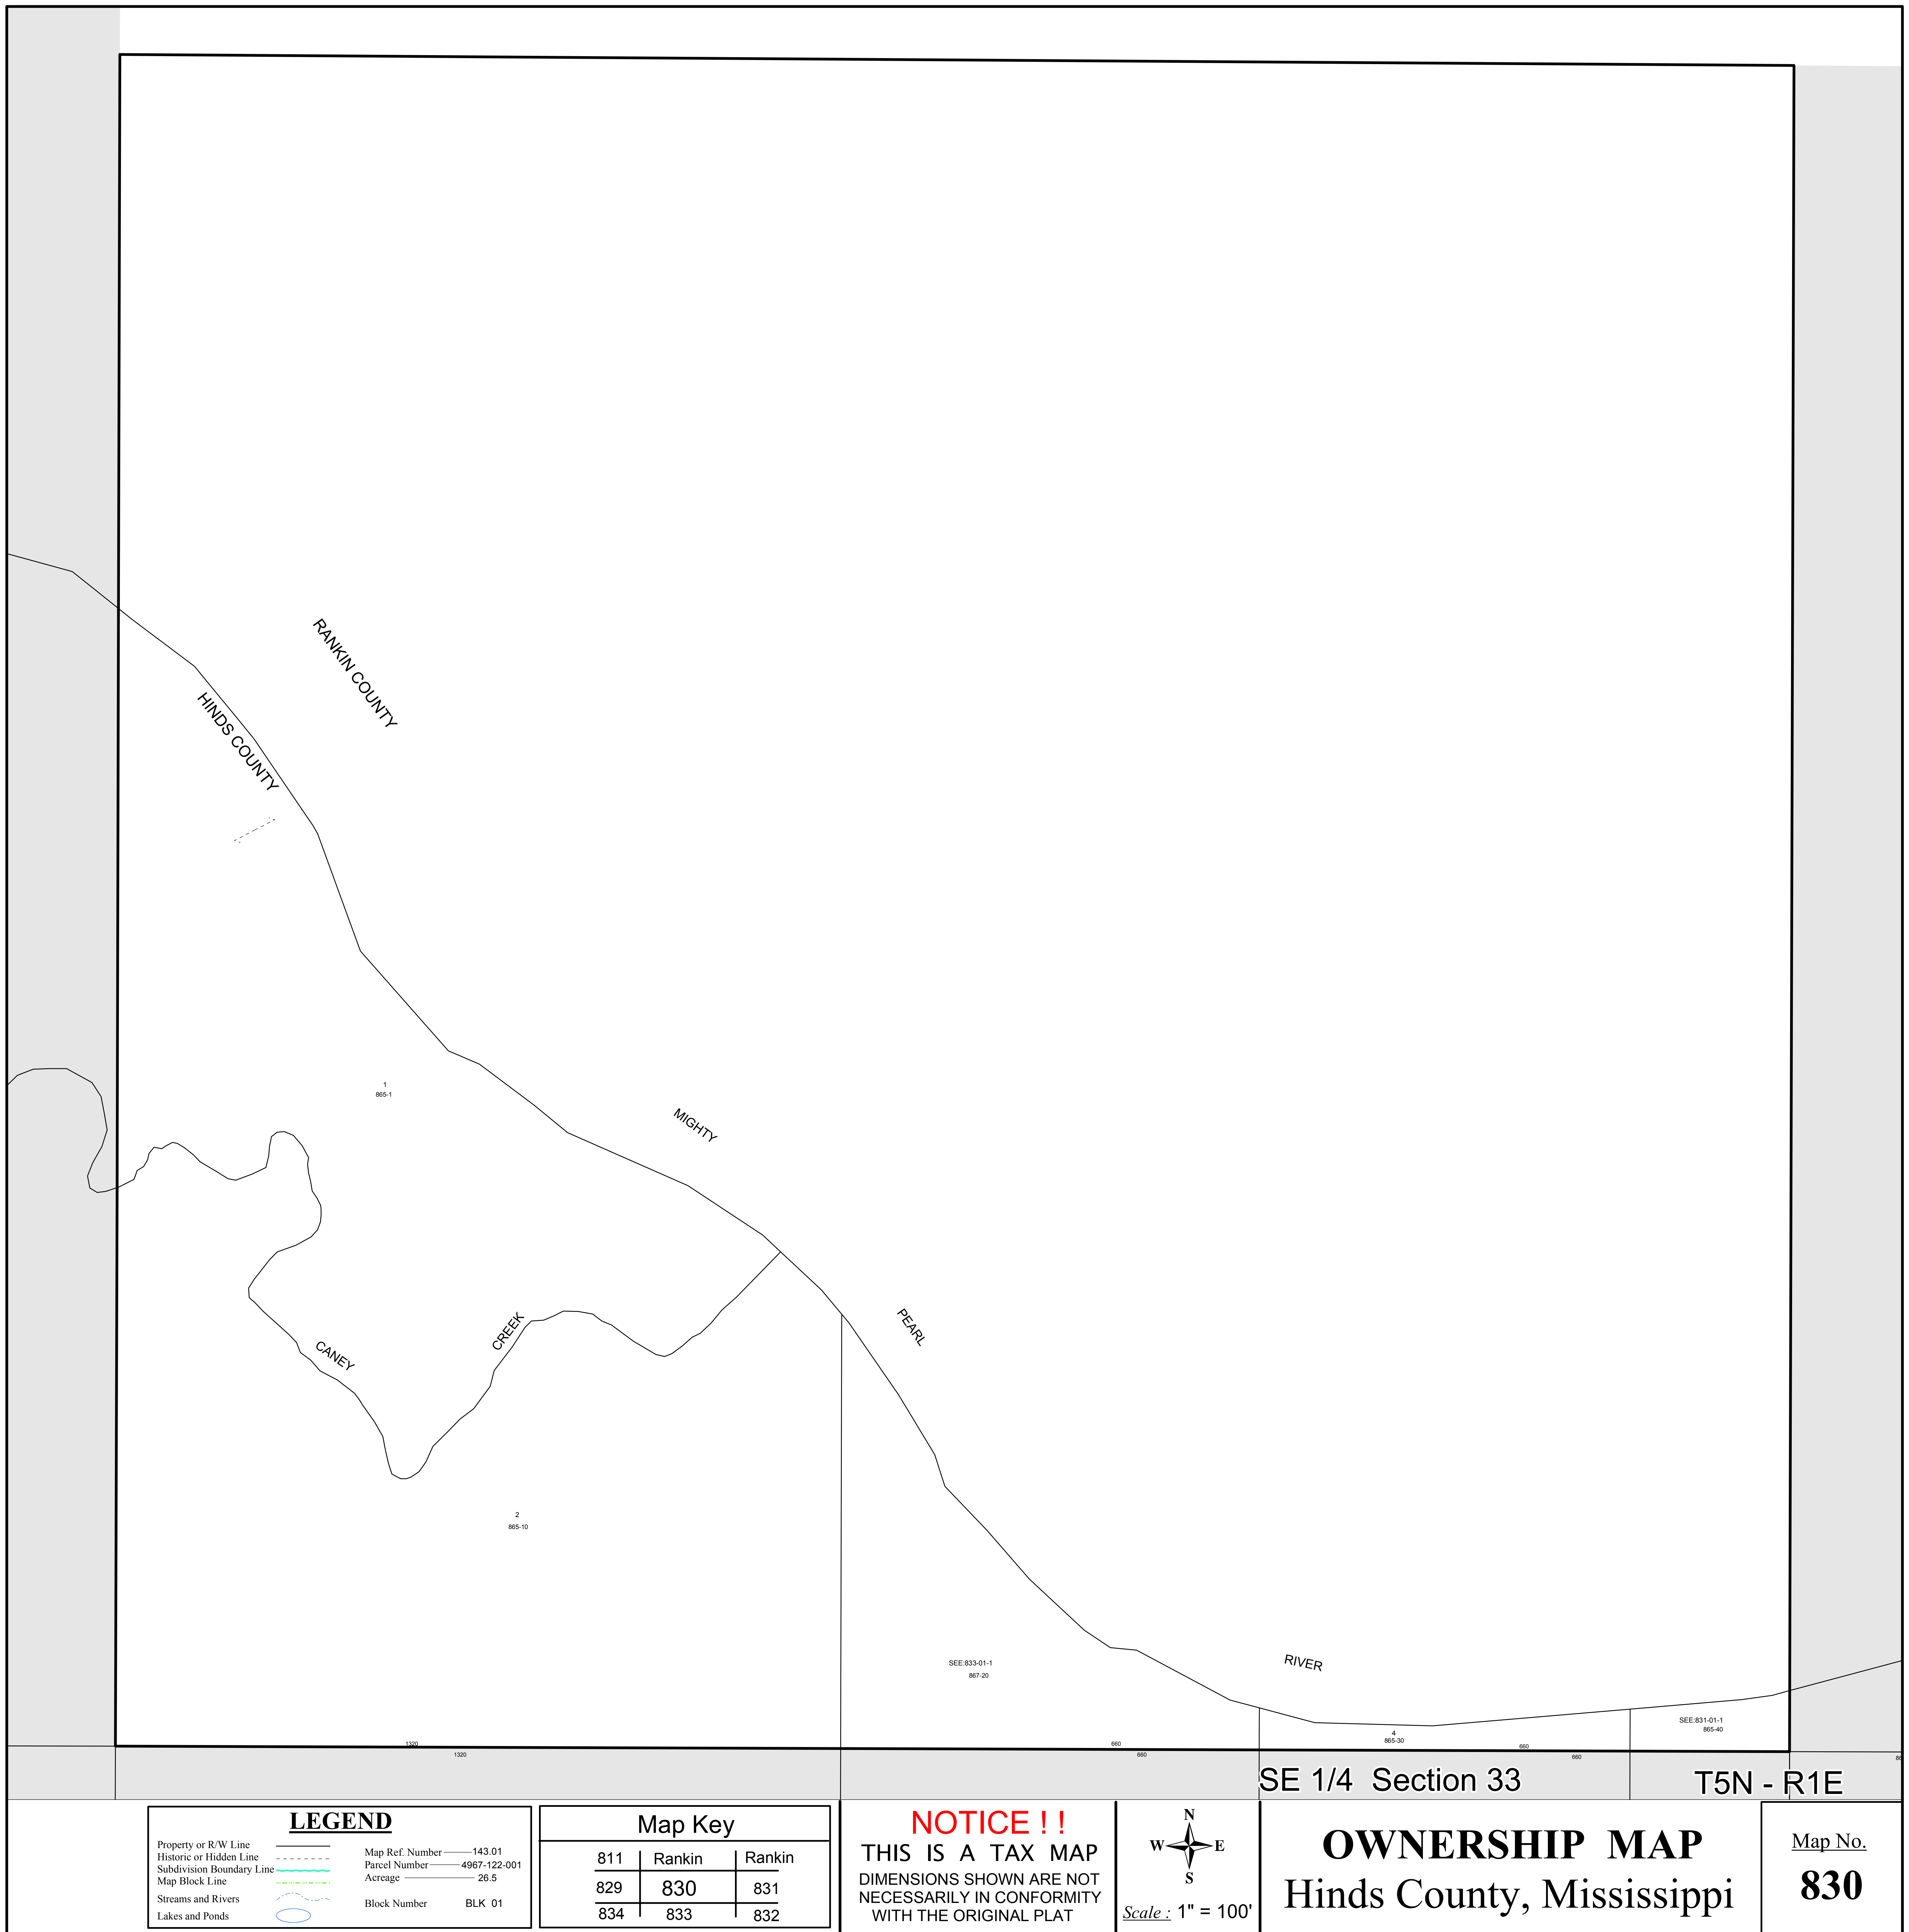 RANKIN COUNTY
HINDS COUNTY
1
865-1
MIGHTY
PEARL
CREEK
CANEY
2
865-10
SEE:833-01-1
867-20
RIVER
SEE:831-01-1
865-40
4
865-30
1320
660
660
1320
660
660
SE 1/4 Section 33
T5N - R1E
LEGEND
Property or R/W Line
Historic or Hidden Line
Subdivision Boundary Line
Map Block Line
Streams and Rivers
Lakes and Ponds
Map Ref. Number 143.01
Parcel Number 4967-122-001
Acreage 26.5
Block Number BLK 01
Map Key
811 Rankin Rankin
829 830 831
834 833 832
NOTICE ! !
THIS IS A TAX MAP
DIMENSIONS SHOWN ARE NOT
NECESSARILY IN CONFORMITY
WITH THE ORIGINAL PLAT
N
W E
S
Scale : 1" = 100'
OWNERSHIP MAP
Hinds County, Mississippi
Map No.
830